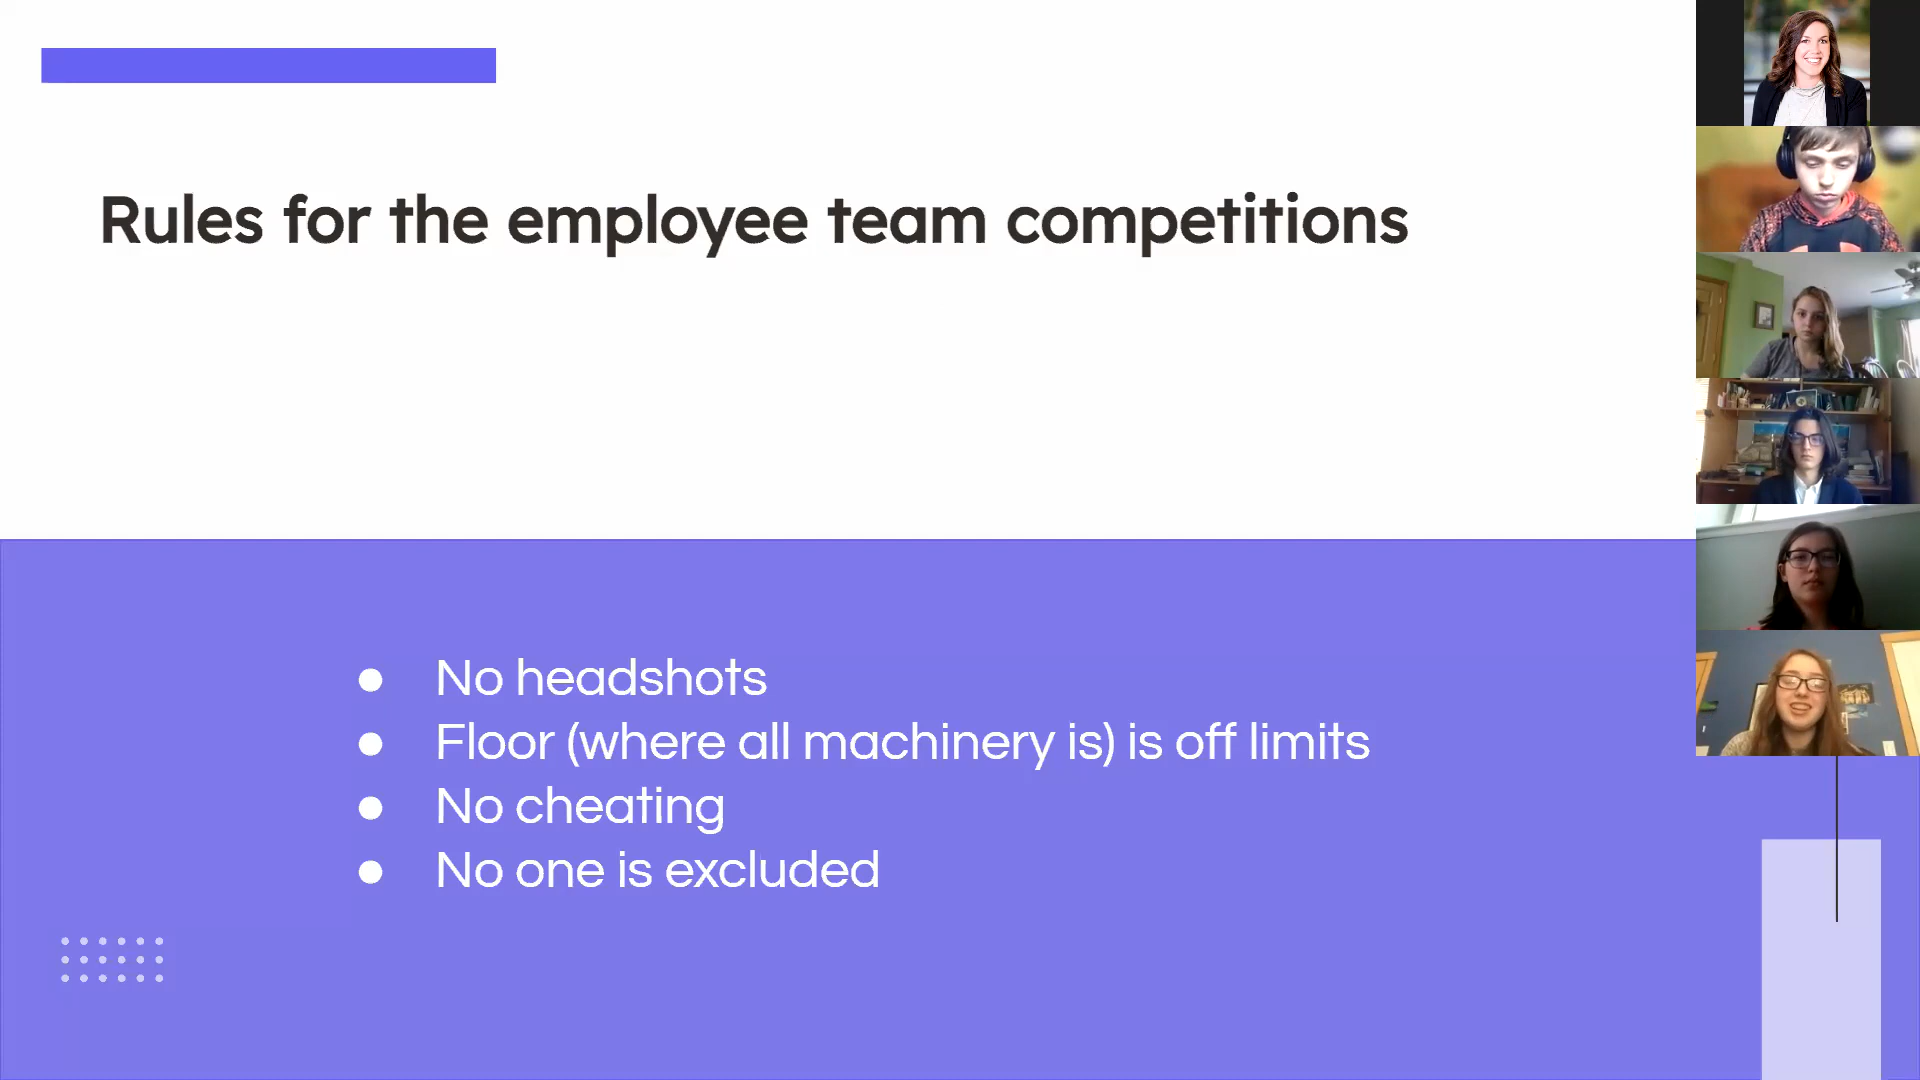 Rules for the employee team competitions
● No headshots
● Floor (where all machinery is) is off limits
● No cheating
● No one is excluded